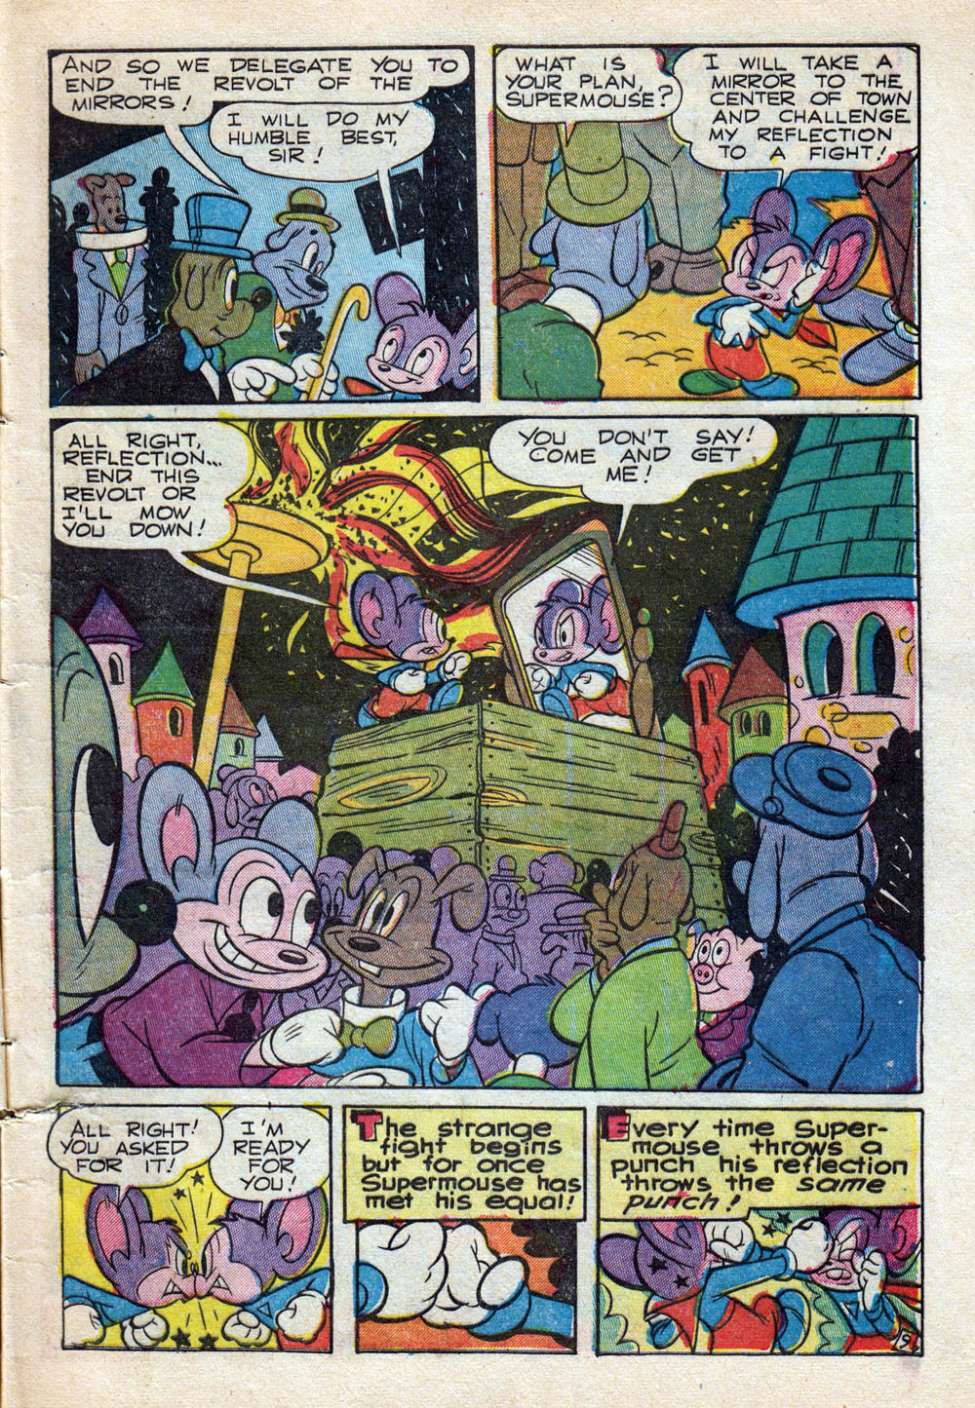 AND SO WE DELEGATE YOU TO
END THE REVOLT OF THE
MIRRORS!
I WILL DO MY
HUMBLE BEST,
SIR!
WHAT IS
YOUR PLAN,
SUPERMOUSE?
I WILL TAKE A
MIRROR TO THE
CENTER OF TOWN
AND CHALLENGE
MY REFLECTION
TO A FIGHT!
ALL RIGHT,
REFLECTION...
END THIS
REVOLT OR
I'LL MOW
YOU DOWN!
YOU DON'T SAY!
COME AND GET
ME!
ALL RIGHT!
YOU ASKED
FOR IT!
I'M
READY
FOR
YOU!
The strange
fight begins
but for once
Supermouse has
met his equal!
Every time Super-
mouse throws a
punch his reflection
throws the same
punch!